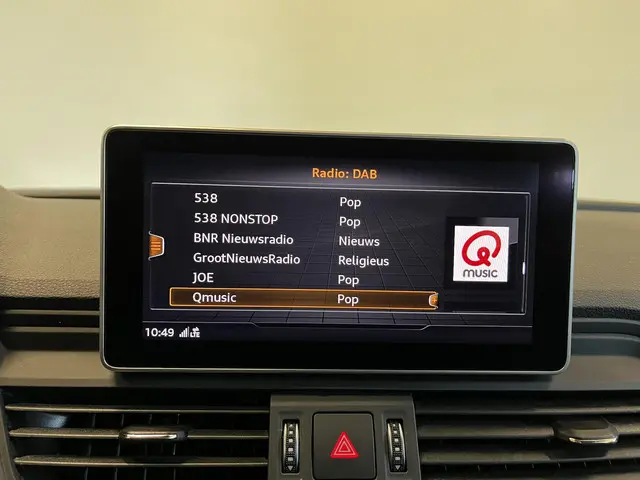 Radio: DAB
538 Pop
538 NONSTOP Pop
BNR Nieuwsradio Nieuws
GrootNieuwsRadio Religieus
JOE Pop
Qmusic Pop
Q
MUSIC
10:49 LTE